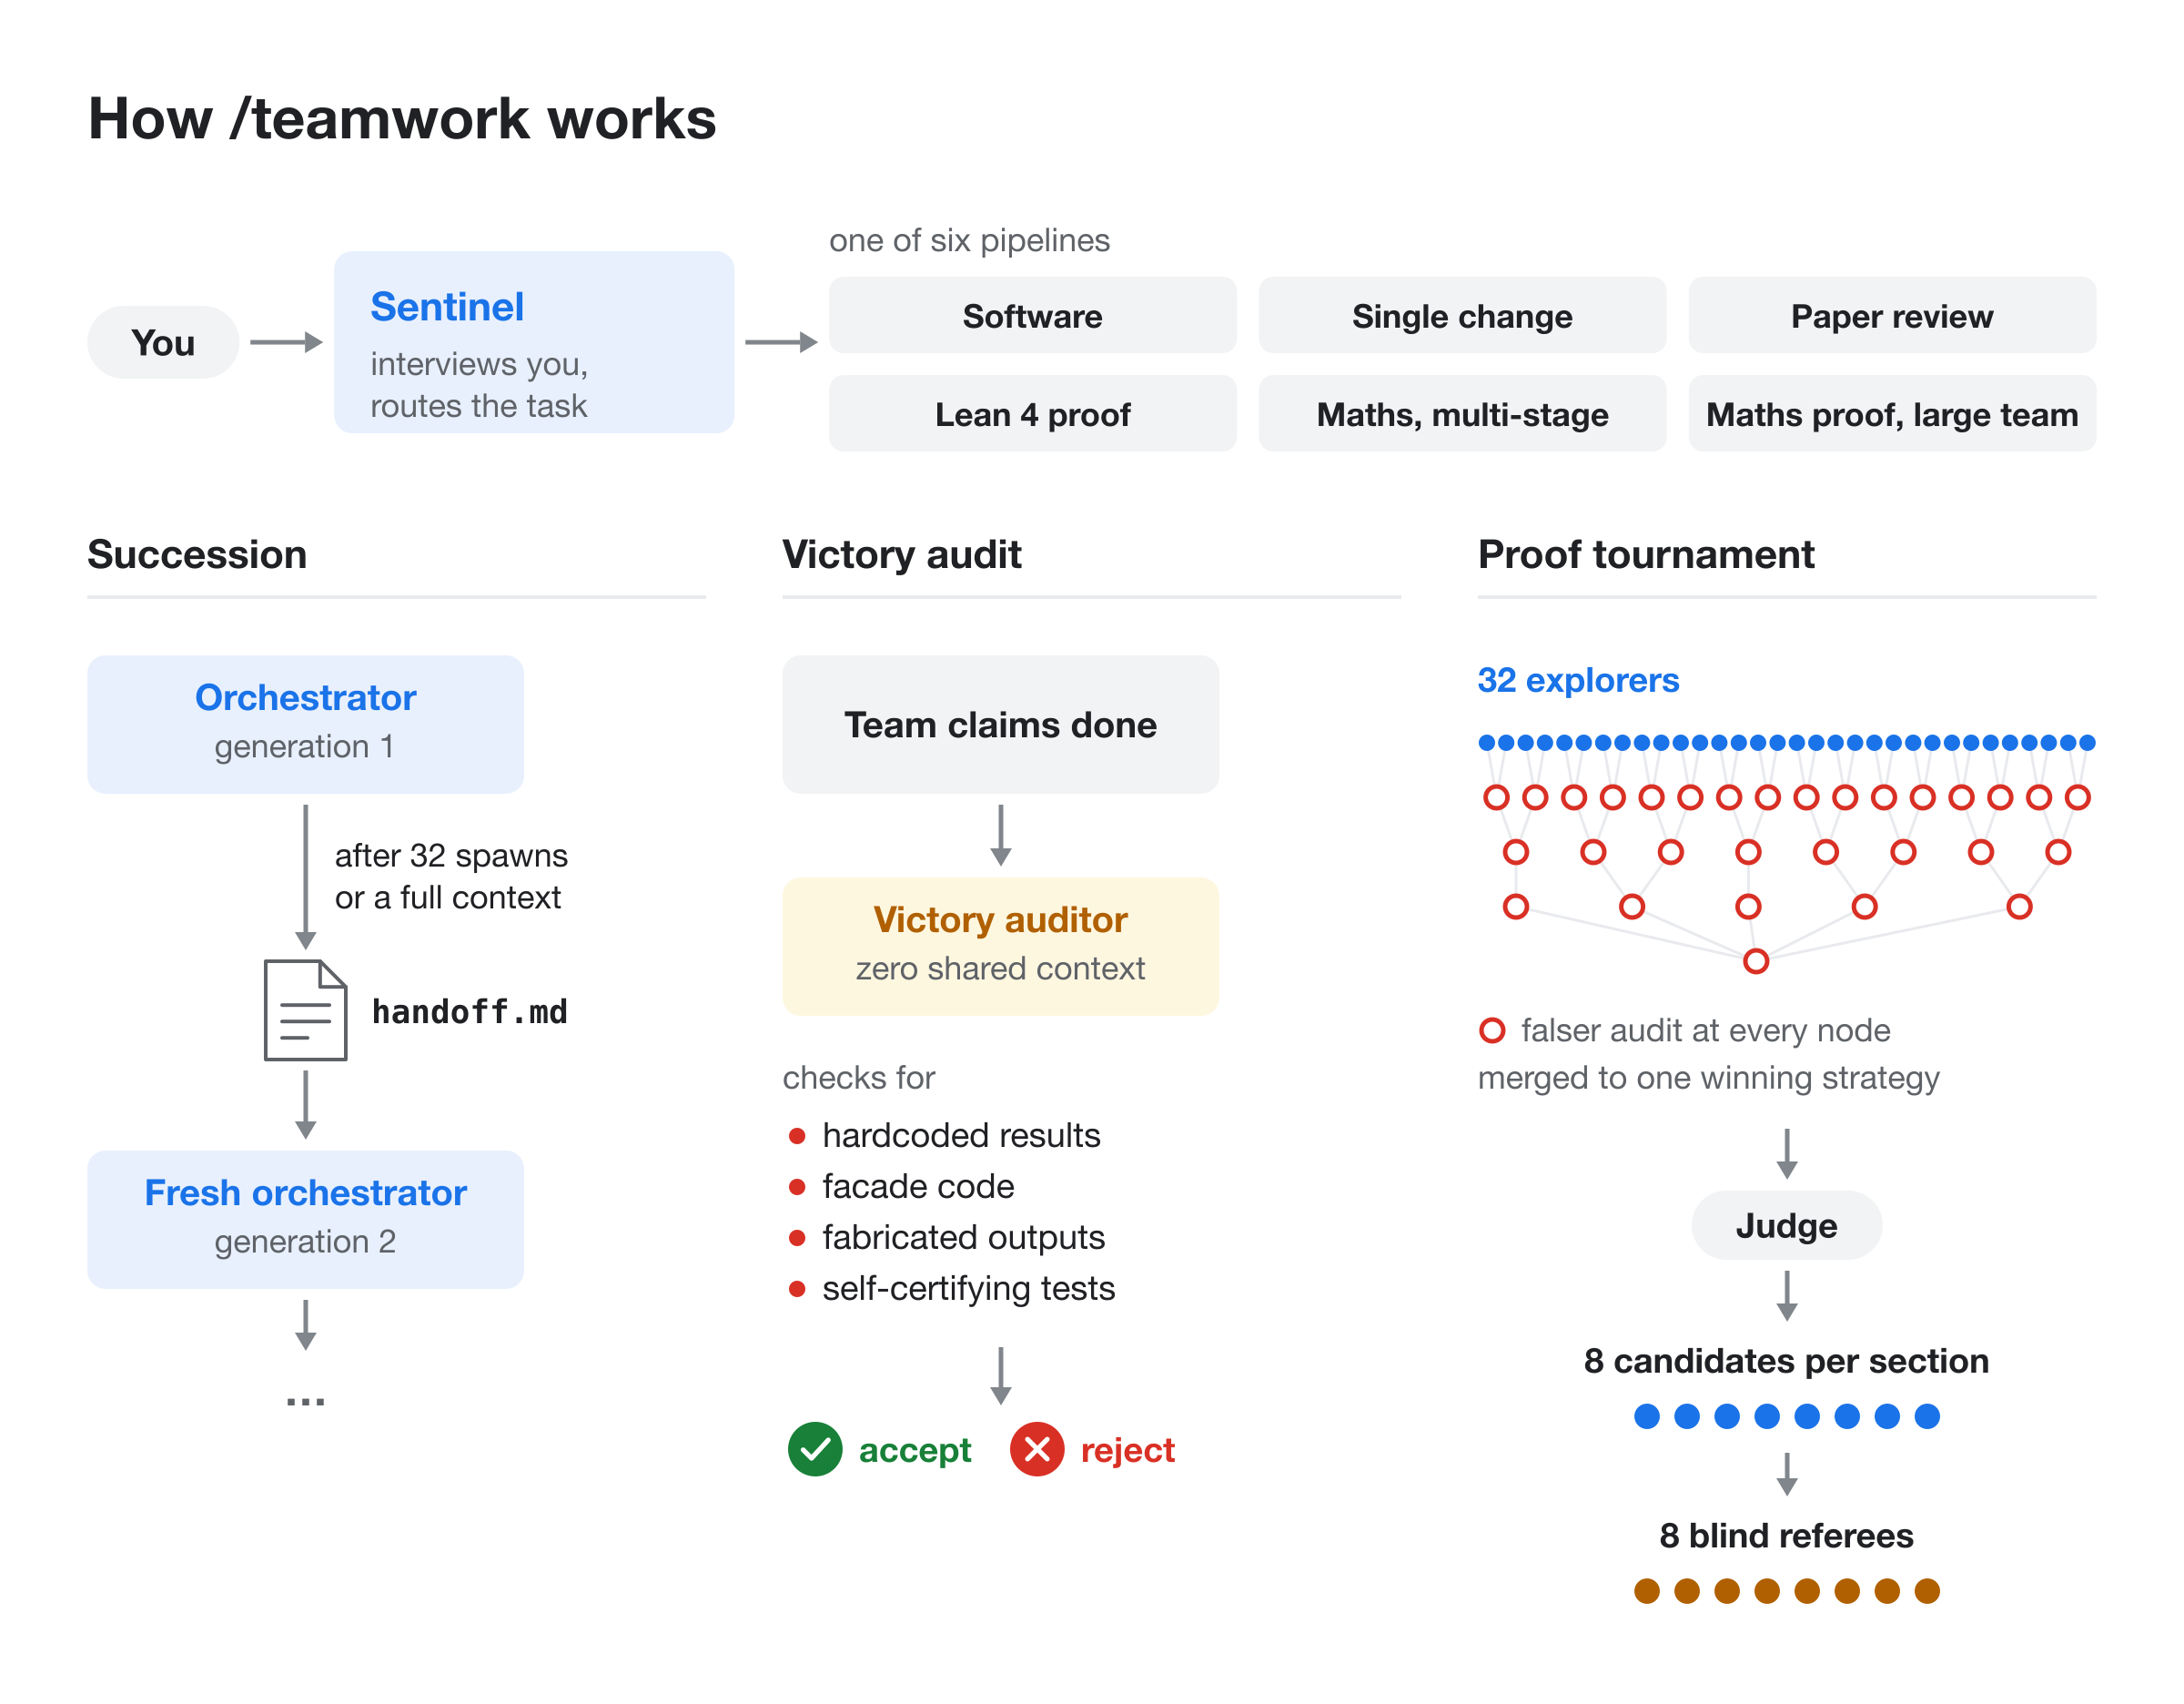 How /teamwork works
one of six pipelines
You
Sentinel
interviews you,
routes the task
Software
Single change
Paper review
Lean 4 proof
Maths, multi-stage
Maths proof, large team
Succession
Orchestrator
generation 1
after 32 spawns
or a full context
handoff.md
Fresh orchestrator
generation 2
...
Victory audit
Team claims done
Victory auditor
zero shared context
checks for
hardcoded results
facade code
fabricated outputs
self-certifying tests
accept
reject
Proof tournament
32 explorers
falser audit at every node
merged to one winning strategy
Judge
8 candidates per section
8 blind referees